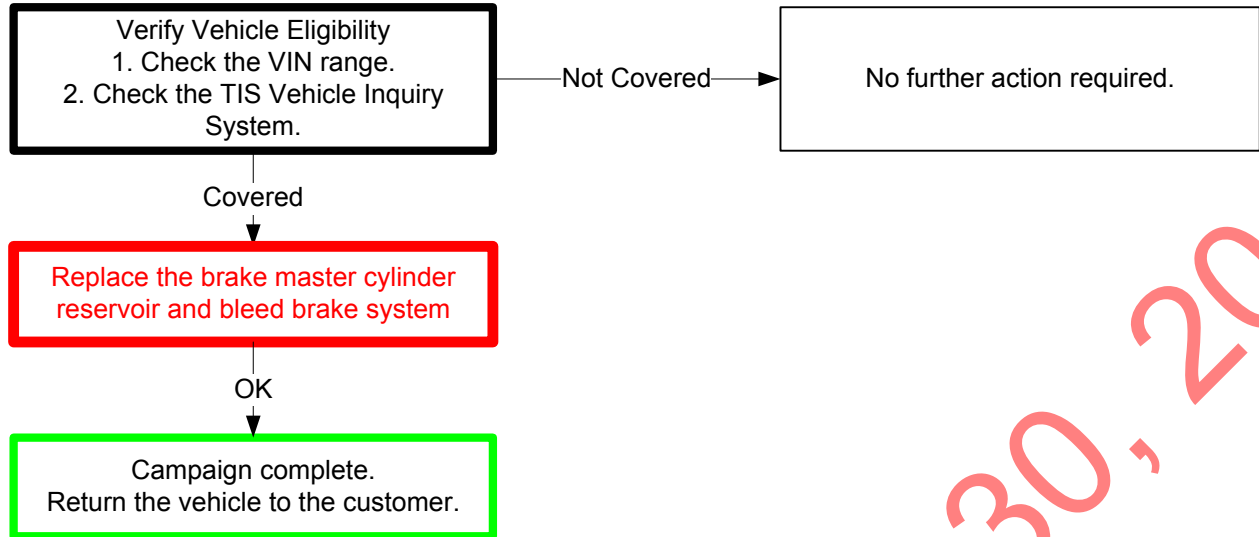 Verify Vehicle Eligibility
1. Check the VIN range.
2. Check the TIS Vehicle Inquiry
System.
Not Covered
No further action required.
Covered
Replace the brake master cylinder
reservoir and bleed brake system
OK
Campaign complete.
Return the vehicle to the customer.
30, 20